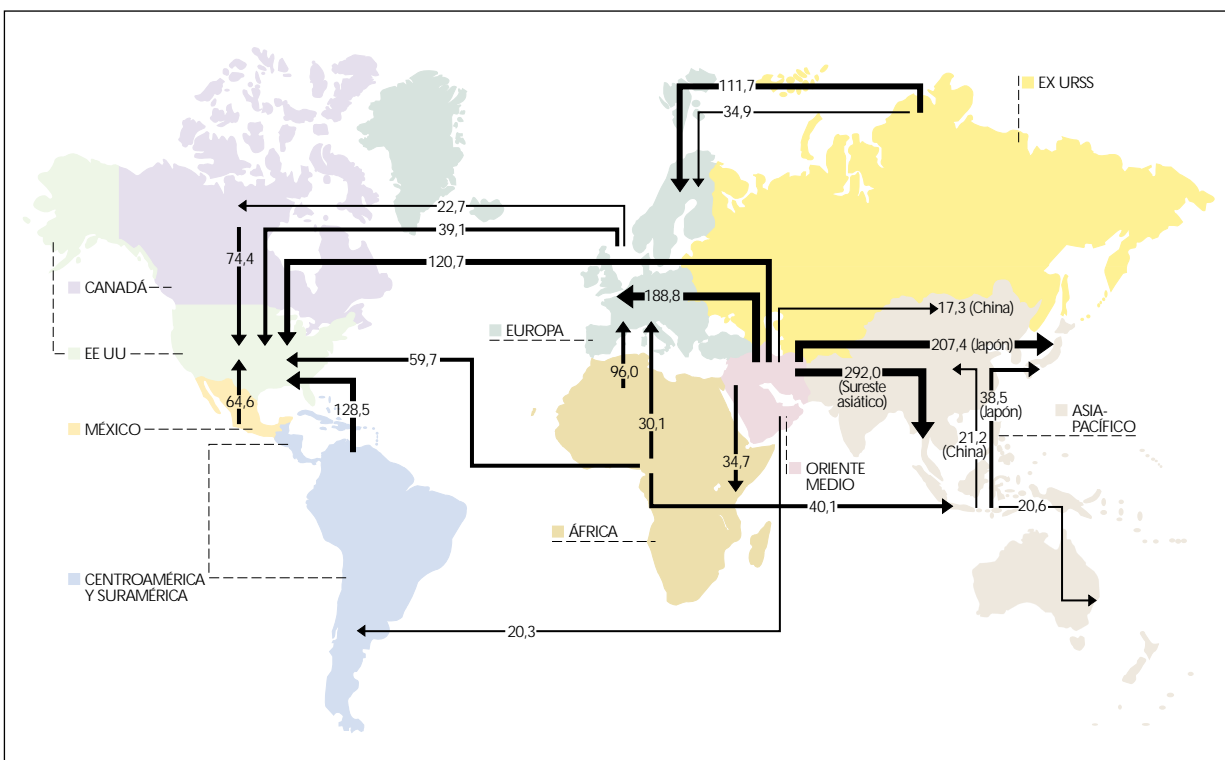 111,7
EX URSS
34,9
22,7
39,1
74,4
120,7
CANADÁ
188,8
17,3 (China)
EUROPA
207,4 (Japón)
EE UU
59,7
96,0
292,0
(Sureste
asiático)
64,6
128,5
38,5
(Japón)
MÉXICO
30,1
21,2
(China)
ASIA-
PACÍFICO
34,7
ORIENTE
MEDIO
40,1
20,6
ÁFRICA
CENTROAMÉRICA
Y SURAMÉRICA
20,3